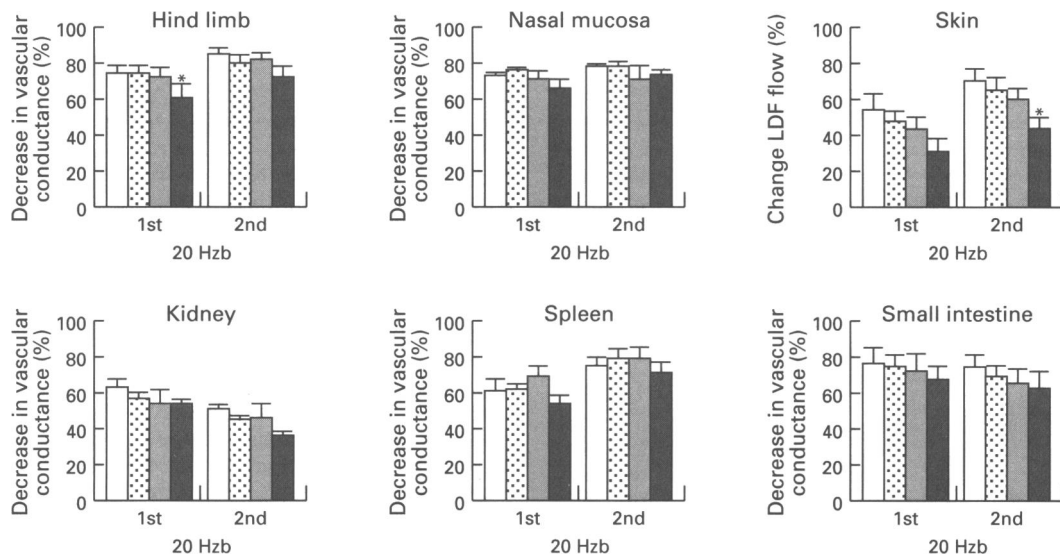 Hind limb
Decrease in vascular
conductance (%)
100
80
60
40
20
0
*
1st
2nd
20 Hzb
Nasal mucosa
Decrease in vascular
conductance (%)
100
80
60
40
20
0
1st
2nd
20 Hzb
Skin
Change LDF flow (%)
100
80
60
40
20
0
*
1st
2nd
20 Hzb
Kidney
Decrease in vascular
conductance (%)
100
80
60
40
20
0
1st
2nd
20 Hzb
Spleen
Decrease in vascular
conductance (%)
100
80
60
40
20
0
1st
2nd
20 Hzb
Small intestine
Decrease in vascular
conductance (%)
100
80
60
40
20
0
1st
2nd
20 Hzb